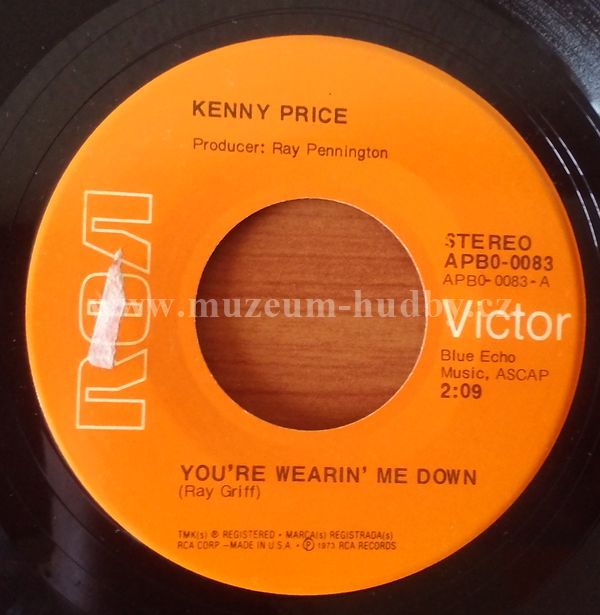 KENNY PRICE
Producer: Ray Pennington
RCA
STEREO
APB0-0083
APB0-0083-A
Victor
Blue Echo
Music, ASCAP
2:09
www.muzeum-hudby.cz
YOU'RE WEARIN' ME DOWN
(Ray Griff)
TMK(s) ® REGISTERED • MARCA(s) REGISTRADA(s)
RCA CORP.—MADE IN U.S.A. • ℗ 1973 RCA RECORDS